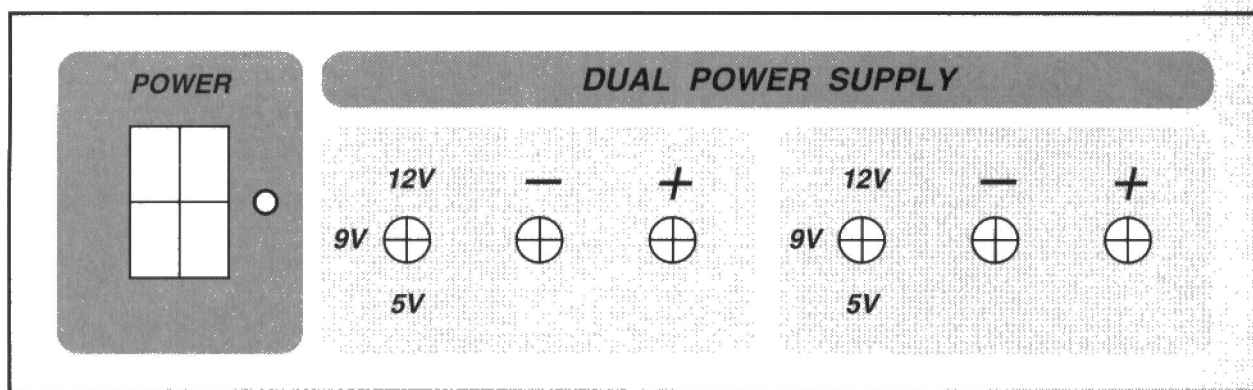 POWER
DUAL POWER SUPPLY
12V − +
9V
5V
12V − +
9V
5V